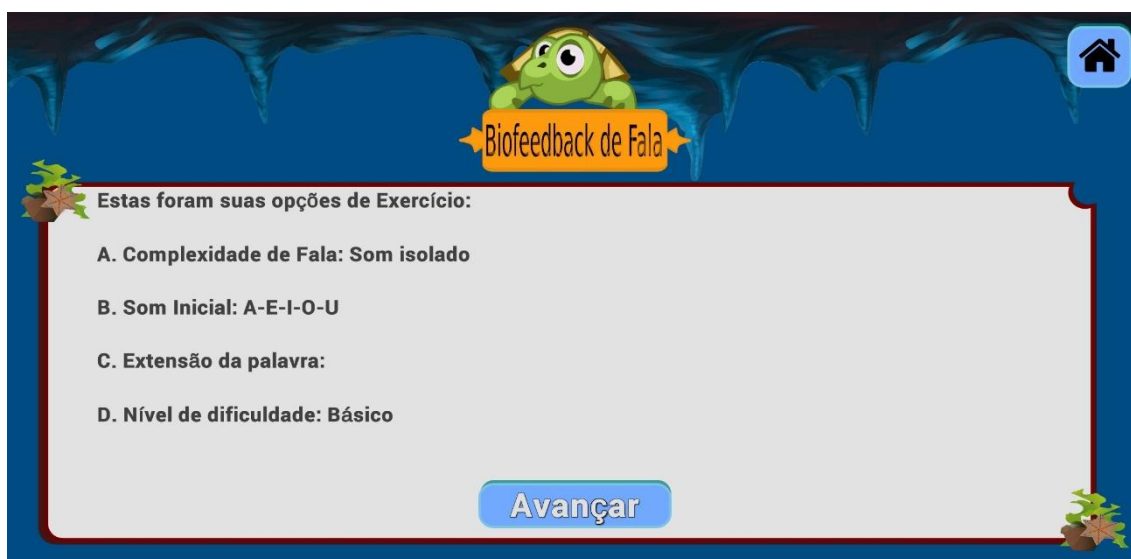 Biofeedback de Fala
Estas foram suas opções de Exercício:
A. Complexidade de Fala: Som isolado
B. Som Inicial: A-E-I-O-U
C. Extensão da palavra:
D. Nível de dificuldade: Básico
Avançar